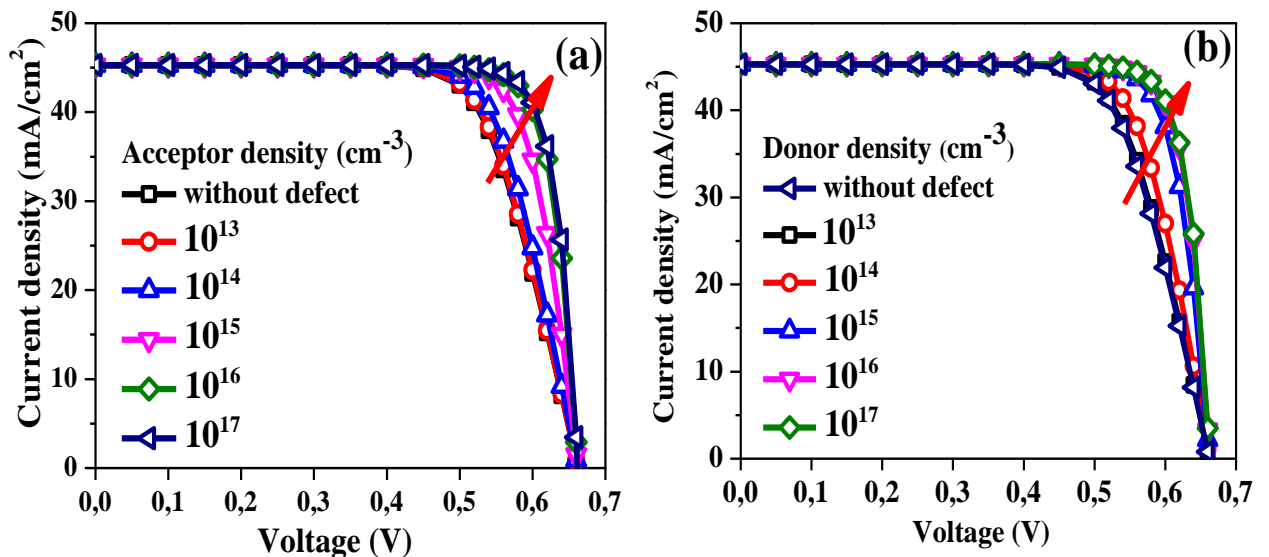 (a)
Current density (mA/cm²)
50
40
30
20
10
0
Acceptor density (cm⁻³)
without defect
10¹³
10¹⁴
10¹⁵
10¹⁶
10¹⁷
0,0 0,1 0,2 0,3 0,4 0,5 0,6 0,7
Voltage (V)
(b)
Current density (mA/cm²)
50
40
30
20
10
0
Donor density (cm⁻³)
without defect
10¹³
10¹⁴
10¹⁵
10¹⁶
10¹⁷
0,0 0,1 0,2 0,3 0,4 0,5 0,6 0,7
Voltage (V)